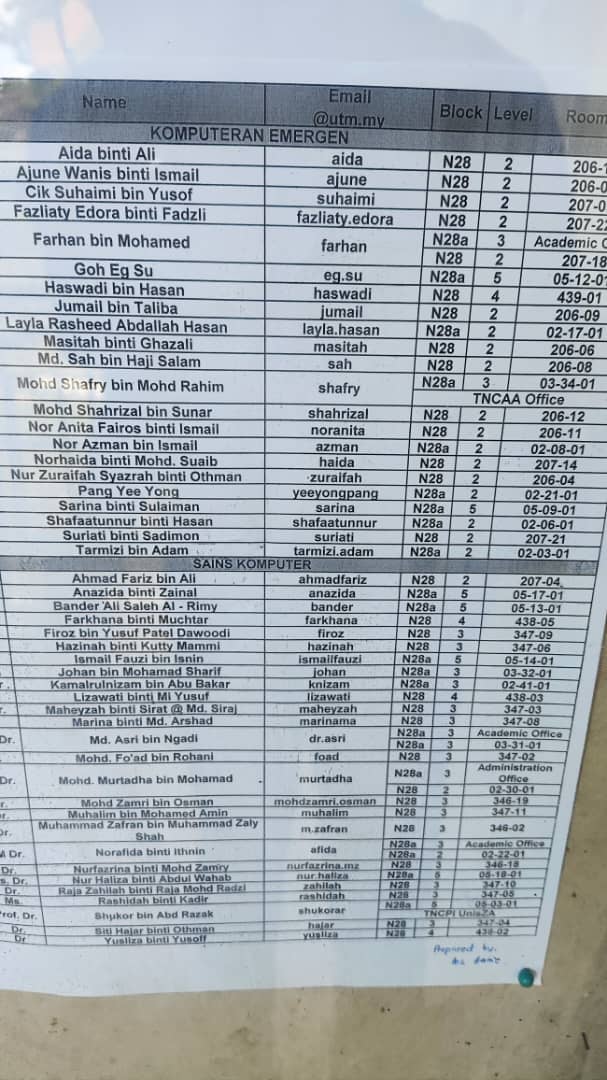 Name Email @utm.my Block Level Room
KOMPUTERAN EMERGEN
Aida binti Ali aida N28 2 206-1
Ajune Wanis binti Ismail ajune N28 2 206-0
Cik Suhaimi bin Yusof suhaimi N28 2 207-0
Fazliaty Edora binti Fadzli fazliaty.edora N28 2 207-2
Farhan bin Mohamed farhan N28a 3 Academic
N28 2 207-18
Goh Eg Su eg.su N28a 5 05-12-0
Haswadi bin Hasan haswadi N28 4 439-01
Jumail bin Taliba jumail N28 2 206-09
Layla Rasheed Abdallah Hasan layla.hasan N28a 2 02-17-01
Masitah binti Ghazali masitah N28 2 206-06
Md. Sah bin Haji Salam sah N28 2 206-08
Mohd Shafry bin Mohd Rahim shafry N28a 3 03-34-01
TNCAA Office
Mohd Shahrizal bin Sunar shahrizal N28 2 206-12
Nor Anita Fairos binti Ismail noranita N28 2 206-11
Nor Azman bin Ismail azman N28a 2 02-08-01
Norhaida binti Mohd. Suaib haida N28 2 207-14
Nur Zuraifah Syazrah binti Othman zuraifah N28 2 206-04
Pang Yee Yong yeeyongpang N28a 2 02-21-01
Sarina binti Sulaiman sarina N28a 5 05-09-01
Shafaatunnur binti Hasan shafaatunnur N28a 2 02-06-01
Suriati binti Sadimon suriati N28 2 207-21
Tarmizi bin Adam tarmizi.adam N28a 2 02-03-01
SAINS KOMPUTER
Ahmad Fariz bin Ali ahmadfariz N28 2 207-04
Anazida binti Zainal anazida N28a 5 05-17-01
Bander Ali Saleh Al - Rimy bander N28a 5 05-13-01
Farkhana binti Muchtar farkhana N28 4 438-05
Firoz bin Yusuf Patel Dawoodi firoz N28 3 347-09
Hazinah binti Kutty Mammi hazinah N28 3 347-06
Ismail Fauzi bin Isnin ismailfauzi N28a 5 05-14-01
Johan bin Mohamad Sharif johan N28a 3 03-32-01
Kamalrulnizam bin Abu Bakar knizam N28a 3 02-41-01
Lizawati binti Mi Yusuf lizawati N28 4 438-03
Maheyzah binti Sirat @ Md. Siraj maheyzah N28 3 347-03
Marina binti Md. Arshad marinama N28 3 347-08
Dr. Md. Asri bin Ngadi dr.asri N28a 3 Academic Office
N28a 3 03-31-01
Mohd. Fo'ad bin Rohani foad N28 3 347-02
Dr. Mohd. Murtadha bin Mohamad murtadha N28a 3 Administration Office
N28 2 02-30-01
Mohd Zamri bin Osman mohdzamri.osman N28 3 346-19
Muhalim bin Mohamed Amin muhalim N28 3 347-11
Muhammad Zafran bin Muhammad Zaly Shah m.zafran N28 3 346-02
Dr. Norafida binti Ithnin afida N28a 3 Academic Office
N28a 2 02-22-01
Dr. Nurfazrina binti Mohd Zamry nurfazrina.mz N28 3 346-18
Dr. Nur Haliza binti Abdul Wahab nur.haliza N28a 5 05-18-01
Dr. Raja Zahilah binti Raja Mohd Radzi zahilah N28 3 347-10
Ms. Rashidah binti Kadir rashidah N28 3 347-05
Prof. Dr. Shukor bin Abd Razak shukorar N28a 5 05-03-01
TNCPI UniSZA
Dr. Siti Hajar binti Othman hajar N28 3 347-04
Dr Yusliza binti Yusoff yusliza N28 4 438-02
Prepared by.